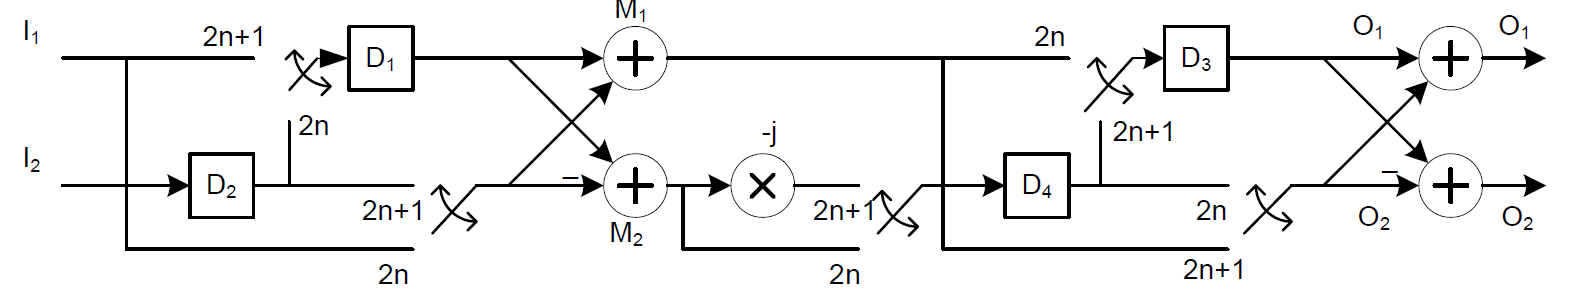 I₁
2n+1
D₁
M₁
2n
D₃
O₁
O₁
2n
2n+1
-j
I₂
D₂
2n+1
–
M₂
2n+1
D₄
2n
–
O₂
O₂
2n
2n
2n+1